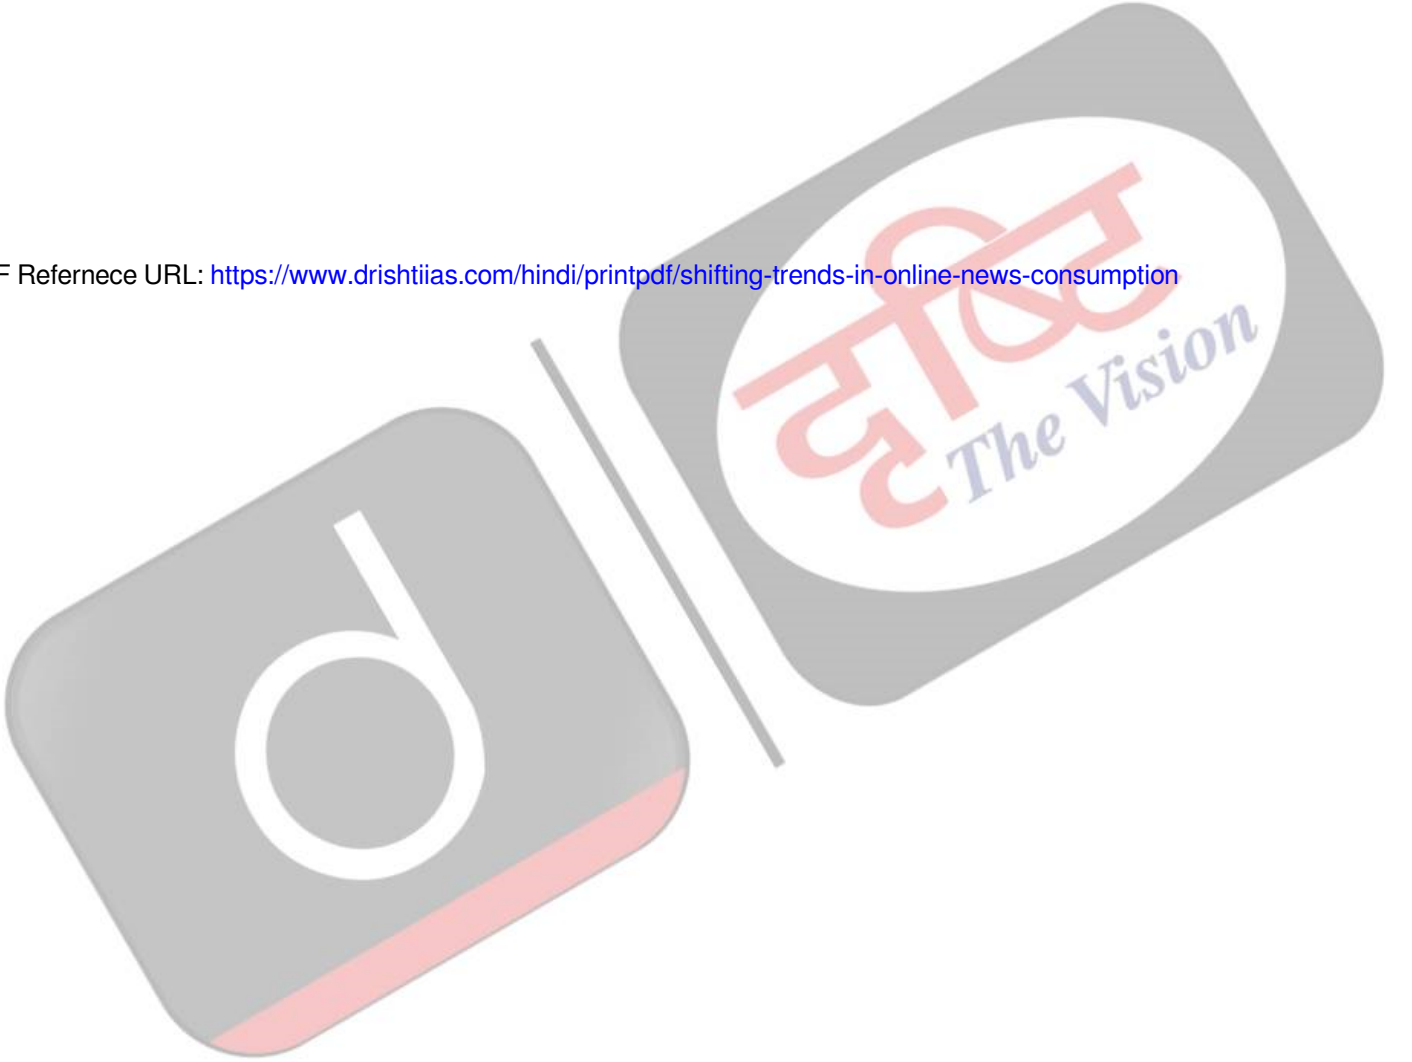 F Refernece URL: https://www.drishtiias.com/hindi/printpdf/shifting-trends-in-online-news-consumption
दृष्टि
The Vision
d